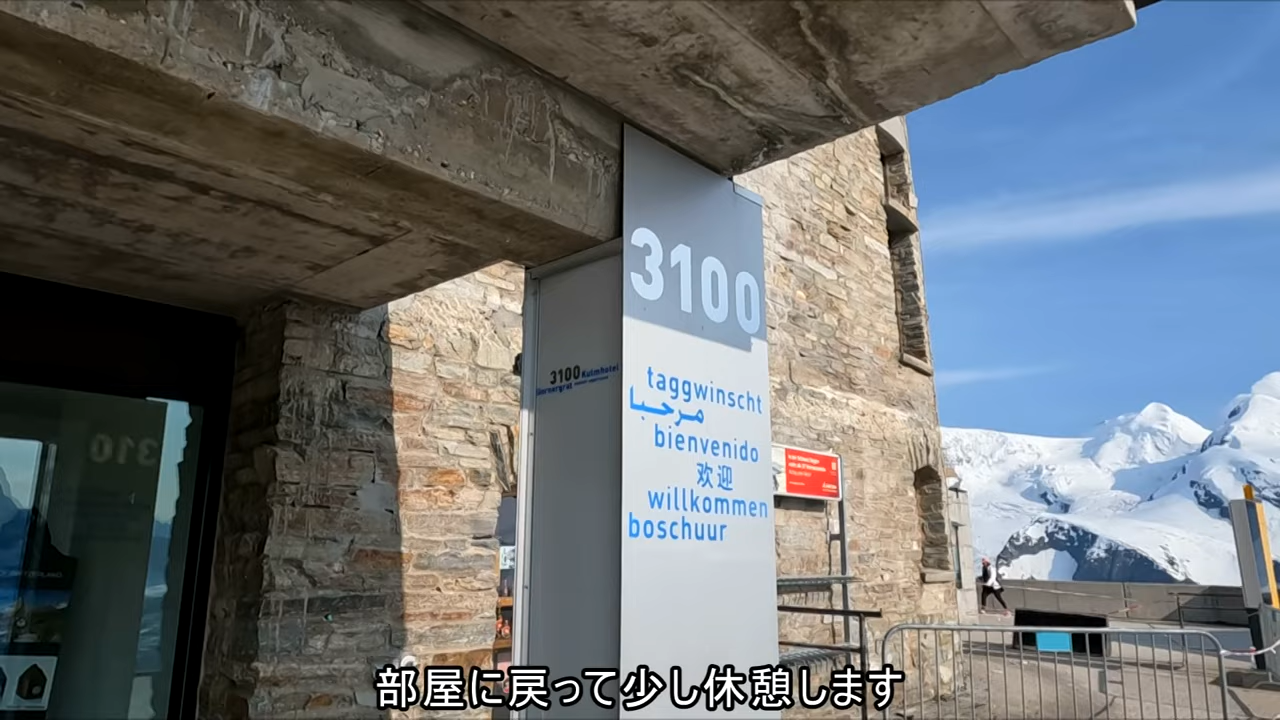 3100
taggwinscht
مرحبا
bienvenido
欢迎
willkommen
boschuur
3100 Kulmhotel
Gornergrat
310
部屋に戻って少し休憩します